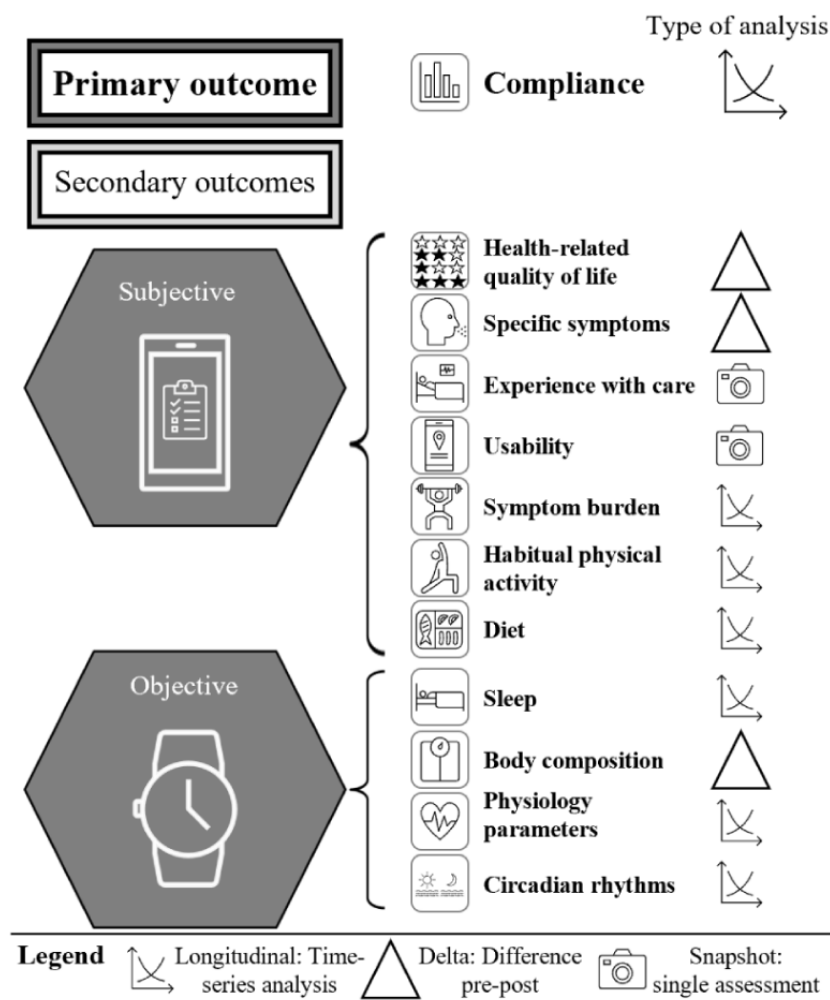 Type of analysis
Primary outcome
Compliance
Secondary outcomes
Subjective
Health-related
quality of life
Specific symptoms
Experience with care
Usability
Symptom burden
Habitual physical
activity
Diet
Objective
Sleep
Body composition
Physiology
parameters
Circadian rhythms
Legend
Longitudinal: Time-
series analysis
Delta: Difference
pre-post
Snapshot:
single assessment